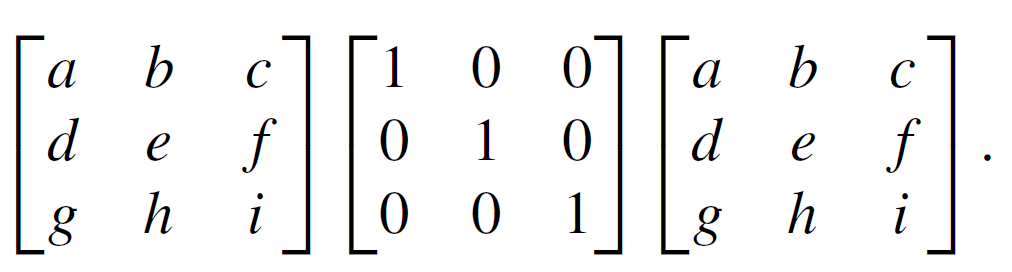 [a b c] [1 0 0] [a b c]
[d e f] [0 1 0] [d e f] .
[g h i] [0 0 1] [g h i]